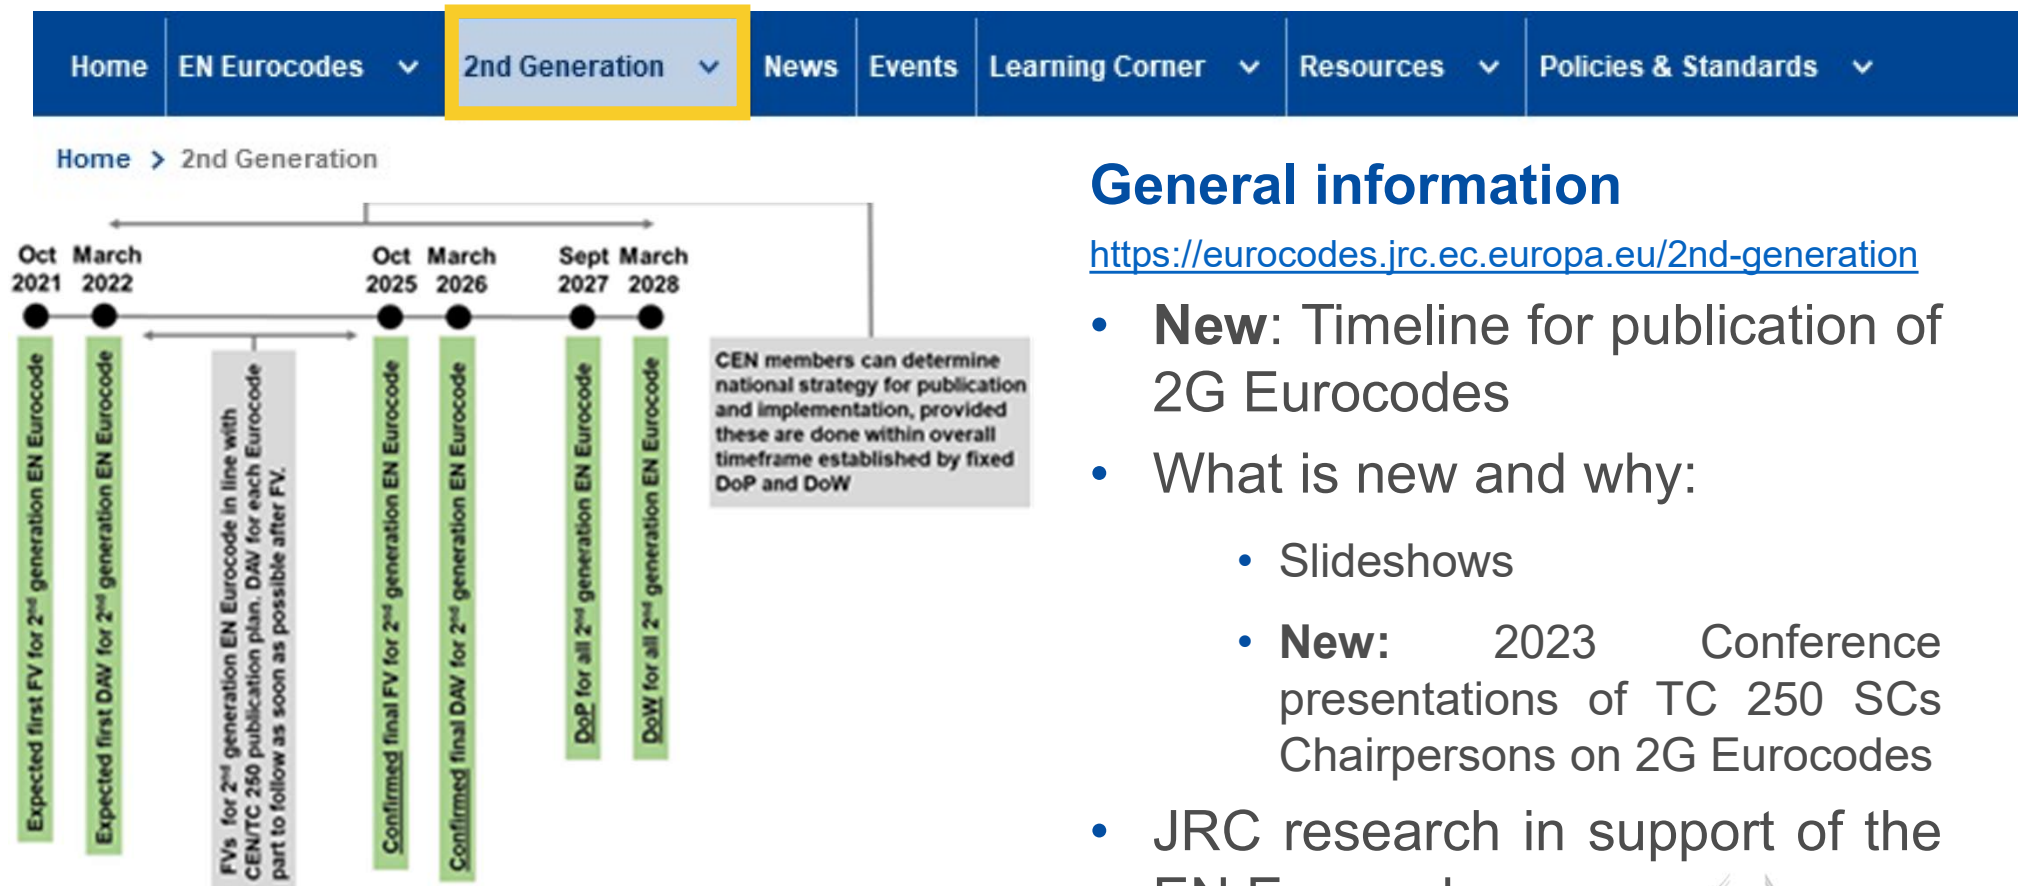 Home EN Eurocodes 2nd Generation News Events Learning Corner Resources Policies & Standards
Home > 2nd Generation
Oct 2021
March 2022
Oct 2025
March 2026
Sept 2027
March 2028
Expected first FV for 2nd generation EN Eurocode
Expected first DAV for 2nd generation EN Eurocode
FVs for 2nd generation EN Eurocode in line with
CEN/TC 250 publication plan. DAV for each Eurocode
part to follow as soon as possible after FV.
Confirmed final FV for 2nd generation EN Eurocode
Confirmed final DAV for 2nd generation EN Eurocode
DoP for all 2nd generation EN Eurocode
DoW for all 2nd generation EN Eurocode
CEN members can determine
national strategy for publication
and implementation, provided
these are done within overall
timeframe established by fixed
DoP and DoW
General information
https://eurocodes.jrc.ec.europa.eu/2nd-generation
• New: Timeline for publication of
2G Eurocodes
• What is new and why:
• Slideshows
• New: 2023 Conference
presentations of TC 250 SCs
Chairpersons on 2G Eurocodes
• JRC research in support of the